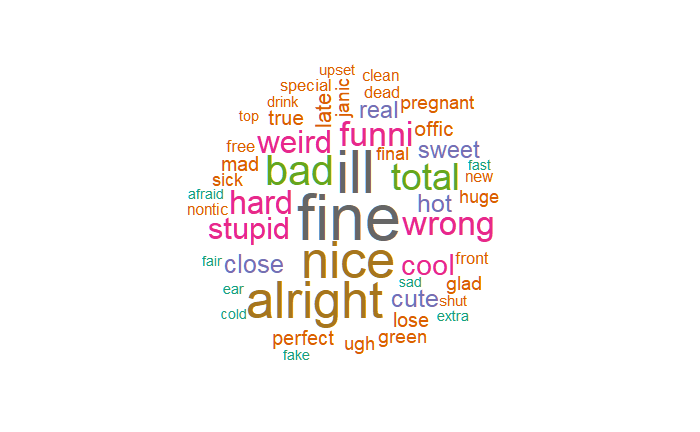 upset
clean
special
janic
dead
drink
late
real
pregnant
top
true
funni
offic
free
weird
final
sweet
mad
bad
ill
total
fast
sick
new
afraid
hard
hot
huge
nontic
fine
stupid
wrong
fair
close
nice
cool
front
ear
sad
glad
alright
cute
shut
cold
lose
extra
perfect
ugh
green
fake